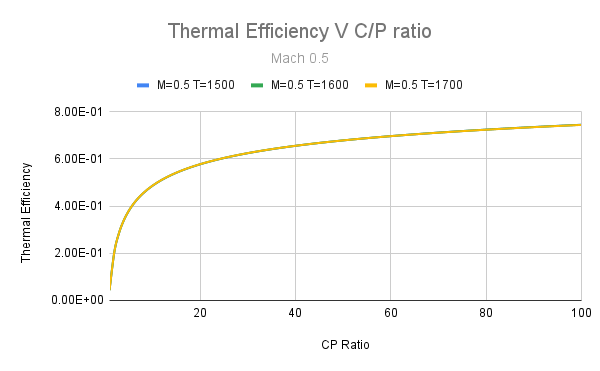 Thermal Efficiency V C/P ratio
Mach 0.5
M=0.5 T=1500 M=0.5 T=1600 M=0.5 T=1700
8.00E-01
6.00E-01
4.00E-01
2.00E-01
0.00E+00
Thermal Efficiency
20 40 60 80 100
CP Ratio